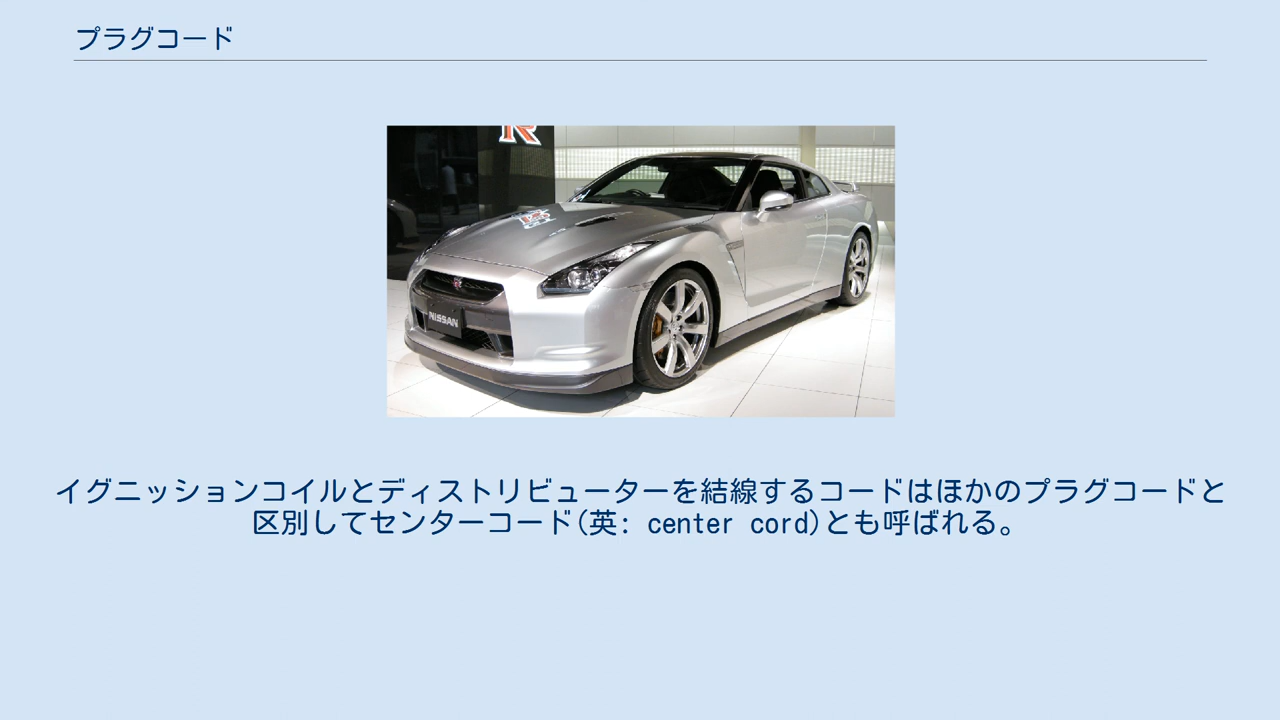 プラグコード
R
NISSAN
イグニッションコイルとディストリビューターを結線するコードはほかのプラグコードと
区別してセンターコード(英: center cord)とも呼ばれる。